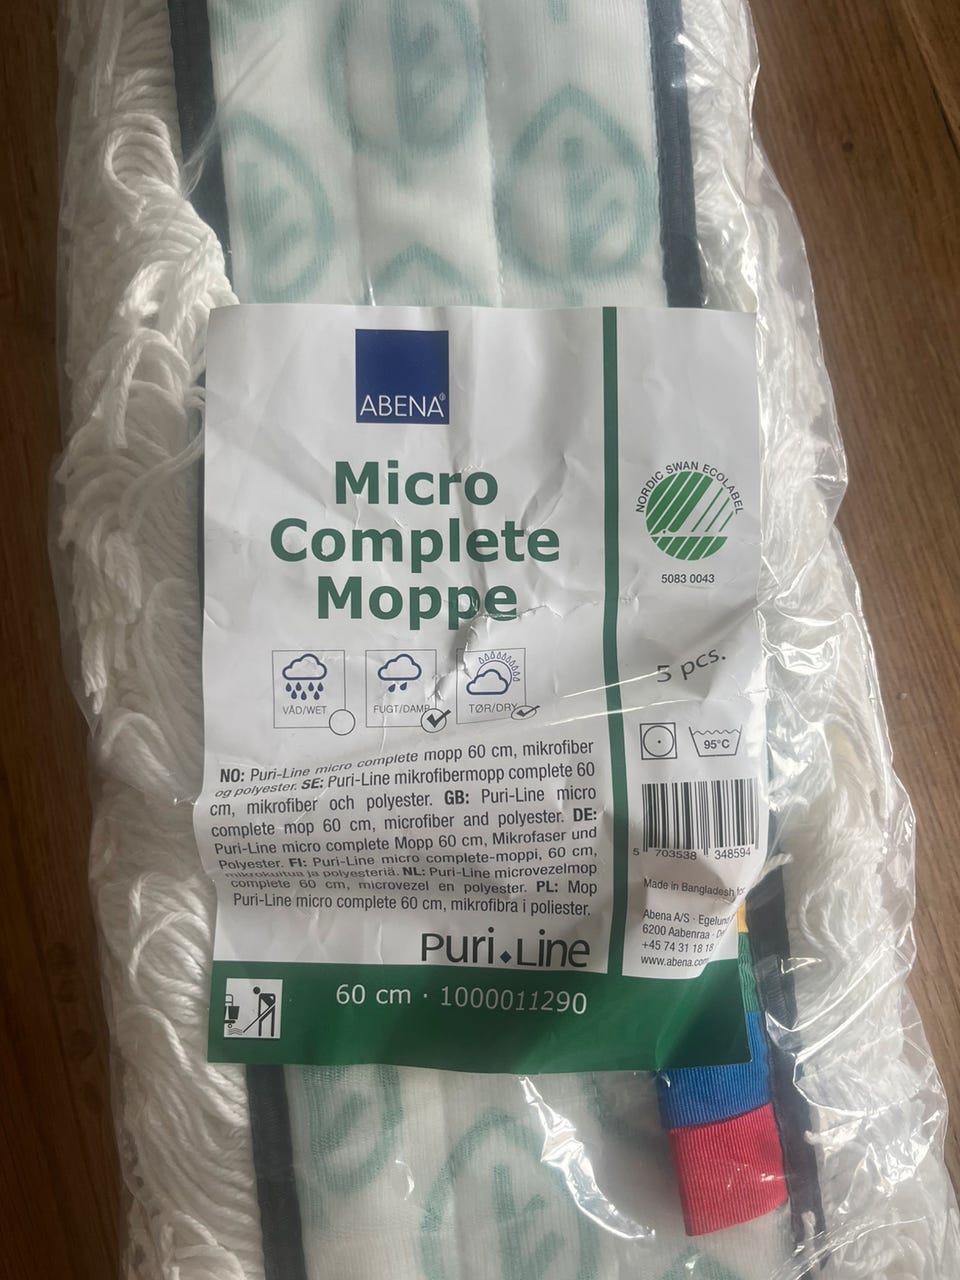 ABENA®
Micro
Complete
Moppe
NORDIC SWAN ECOLABEL
5083 0043
VÅD/WET
FUGT/DAMP
TØR/DRY
5 pcs.
95°C
NO: Puri-Line micro complete mopp 60 cm, mikrofiber
og polyester. SE: Puri-Line mikrofibermopp complete 60
cm, mikrofiber och polyester. GB: Puri-Line micro
complete mop 60 cm, microfiber and polyester. DE:
Puri-Line micro complete Mopp 60 cm, Mikrofaser und
Polyester. FI: Puri-Line micro complete-moppi, 60 cm,
mikrokuitua ja polyesteriä. NL: Puri-Line microvezelmop
complete 60 cm, microvezel en polyester. PL: Mop
Puri-Line micro complete 60 cm, mikrofibra i poliester.
Puri•Line
5 703538 348594
Made in Bangladesh for
Abena A/S · Egelund
6200 Aabenraa ·
+45 74 31 18 18
www.abena.com
60 cm · 1000011290